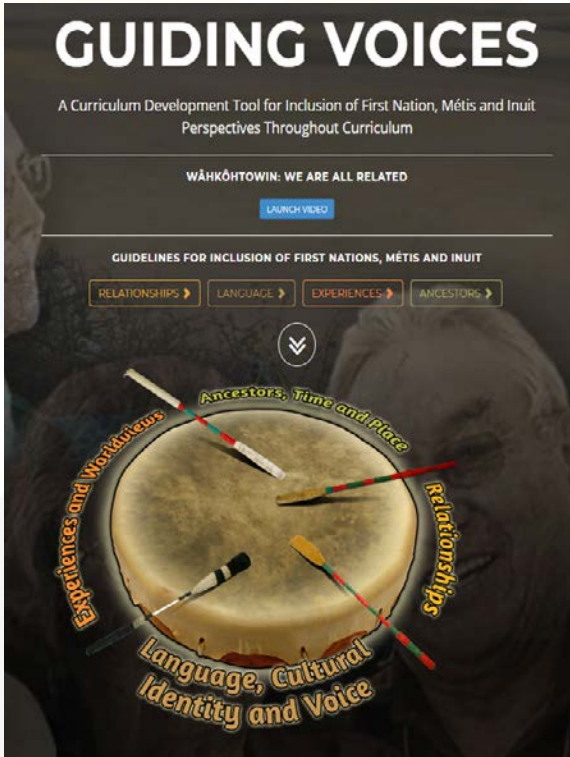 GUIDING VOICES
A Curriculum Development Tool for Inclusion of First Nation, Métis and Inuit
Perspectives Throughout Curriculum
WÂHKÔHTOWIN: WE ARE ALL RELATED
LAUNCH VIDEO
GUIDELINES FOR INCLUSION OF FIRST NATIONS, MÉTIS AND INUIT
RELATIONSHIPS ❯ LANGUAGE ❯ EXPERIENCES ❯ ANCESTORS ❯
Ancestors, Time and Place
Experiences and Worldviews
Relationships
Language, Cultural
Identity and Voice